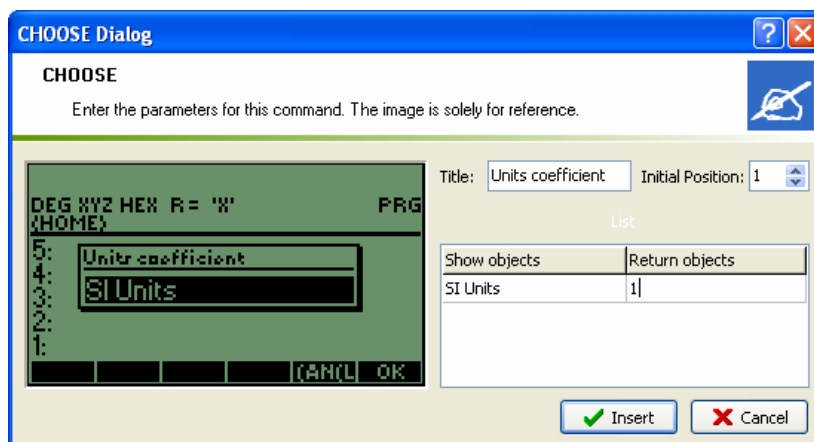 CHOOSE Dialog
CHOOSE
Enter the parameters for this command. The image is solely for reference.
DEG XYZ HEX R= 'X' PRG
{HOME}
5:
4:
3:
2:
1:
Units coefficient
SI Units
(AN(L OK
Title: Units coefficient Initial Position: 1
List
Show objects Return objects
SI Units 1
Insert Cancel